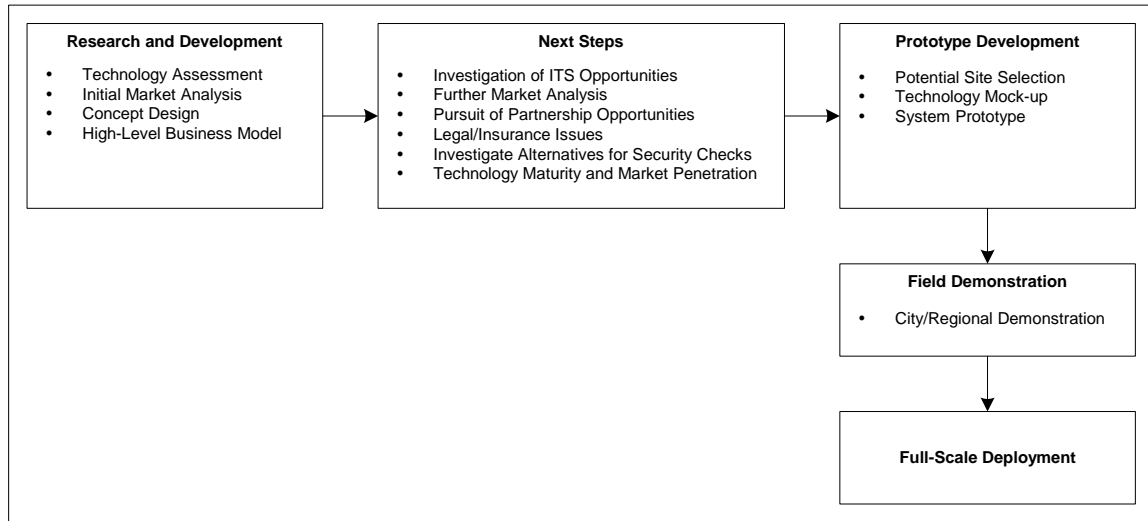 Research and Development
• Technology Assessment
• Initial Market Analysis
• Concept Design
• High-Level Business Model
Next Steps
• Investigation of ITS Opportunities
• Further Market Analysis
• Pursuit of Partnership Opportunities
• Legal/Insurance Issues
• Investigate Alternatives for Security Checks
• Technology Maturity and Market Penetration
Prototype Development
• Potential Site Selection
• Technology Mock-up
• System Prototype
Field Demonstration
• City/Regional Demonstration
Full-Scale Deployment